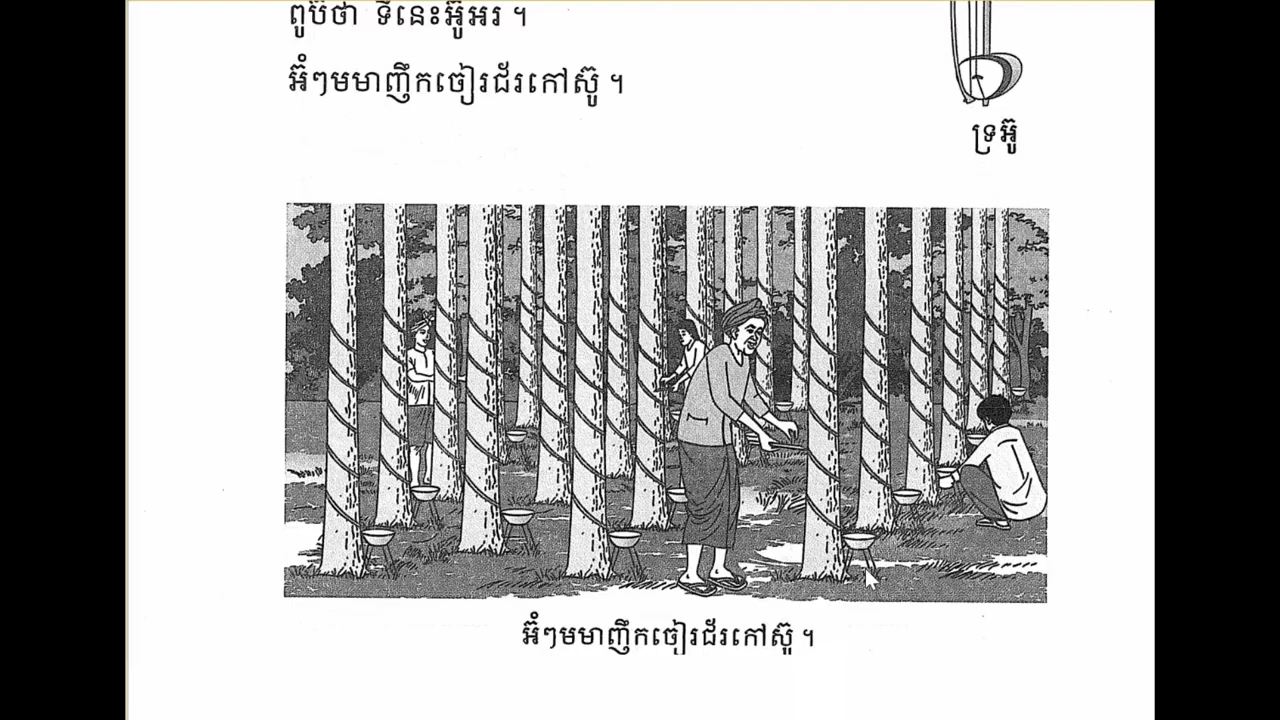 ពូប៊ថា ទីនេះអ៊ូអរ ។
អ៊ំៗមមាញឹកចៀរជ័រកៅស៊ូ ។
ទ្រអ៊ូ
អ៊ំៗមមាញឹកចៀរជ័រកៅស៊ូ ។